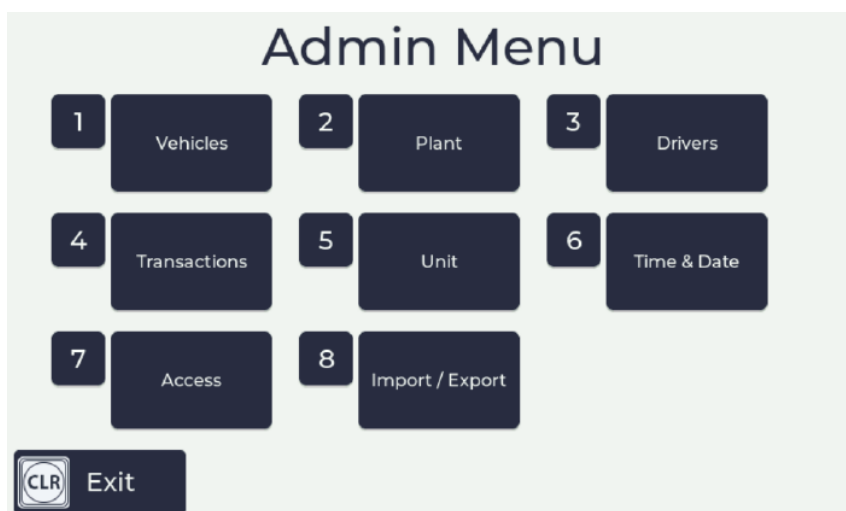 Admin Menu
1 Vehicles
2 Plant
3 Drivers
4 Transactions
5 Unit
6 Time & Date
7 Access
8 Import / Export
CLR Exit